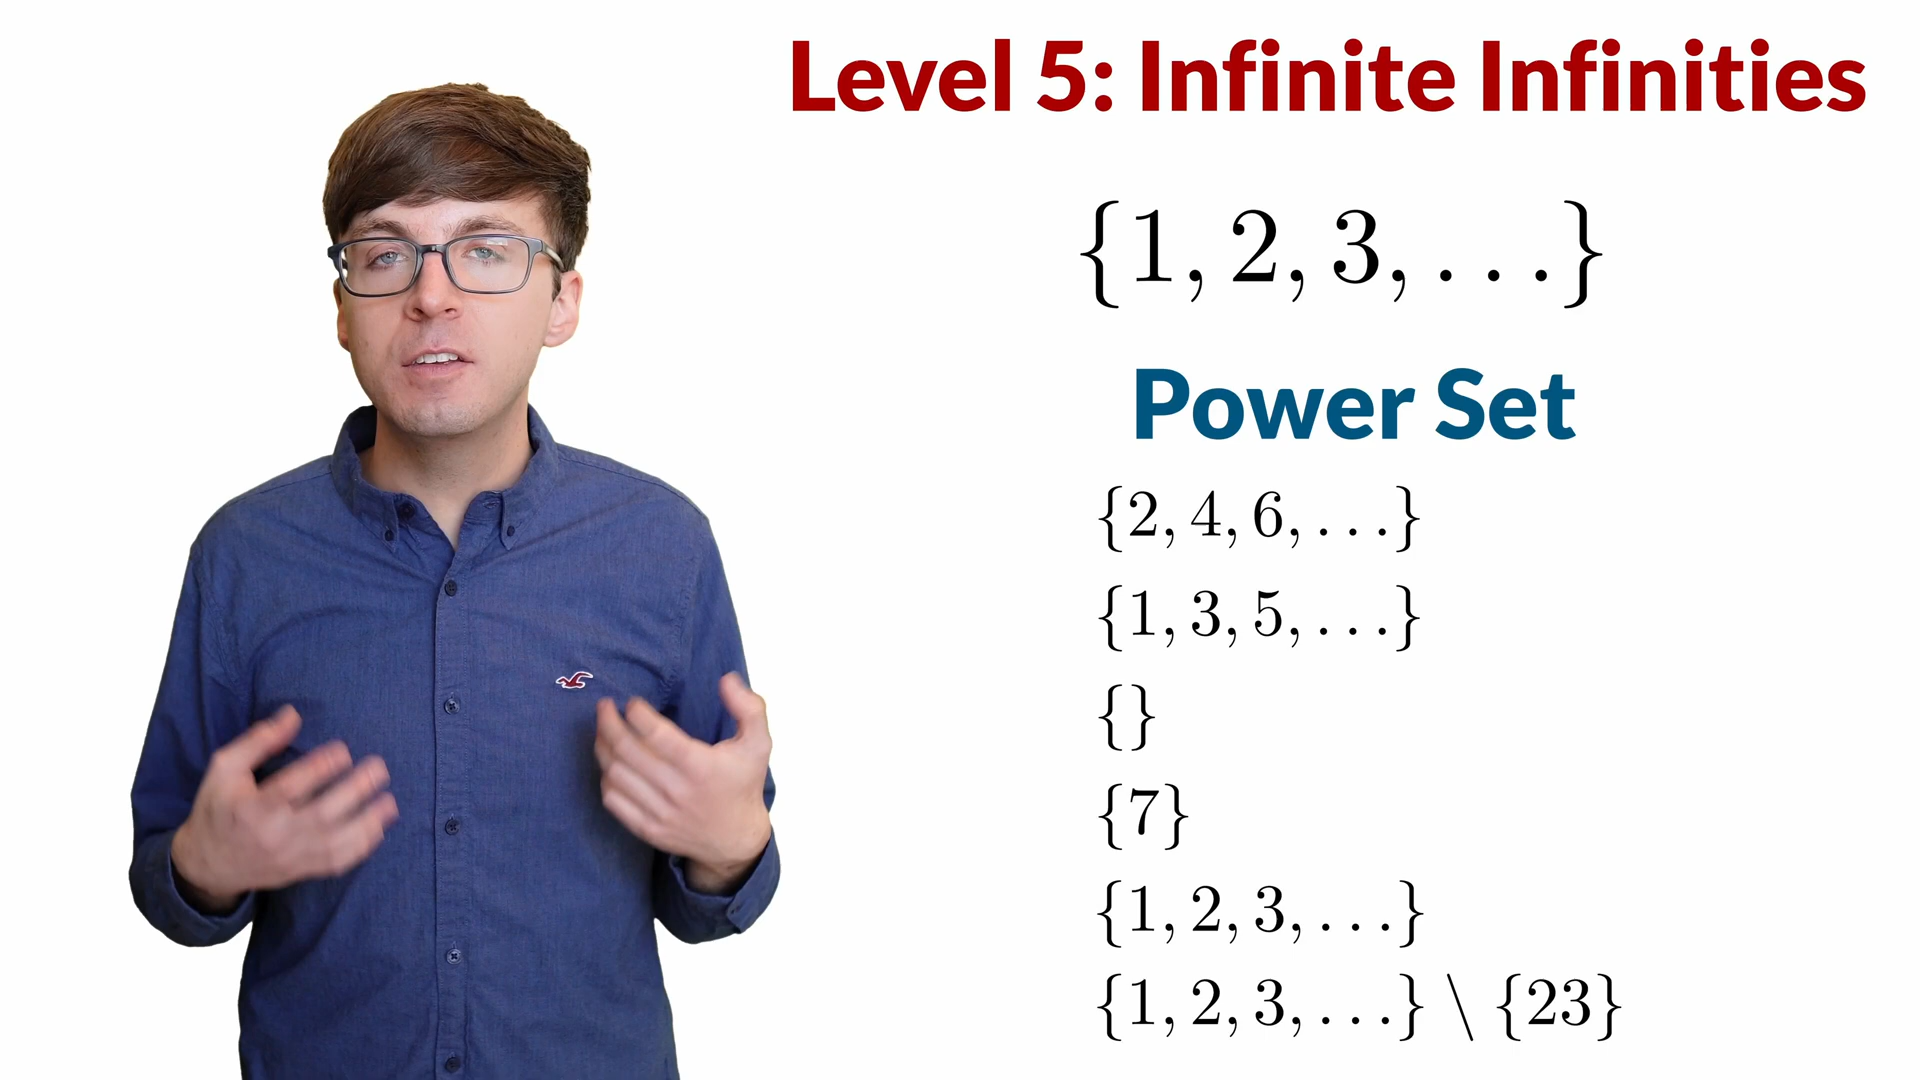 Level 5: Infinite Infinities
{1, 2, 3, . . .}
Power Set
{2, 4, 6, . . .}
{1, 3, 5, . . .}
{}
{7}
{1, 2, 3, . . .}
{1, 2, 3, . . .} \ {23}